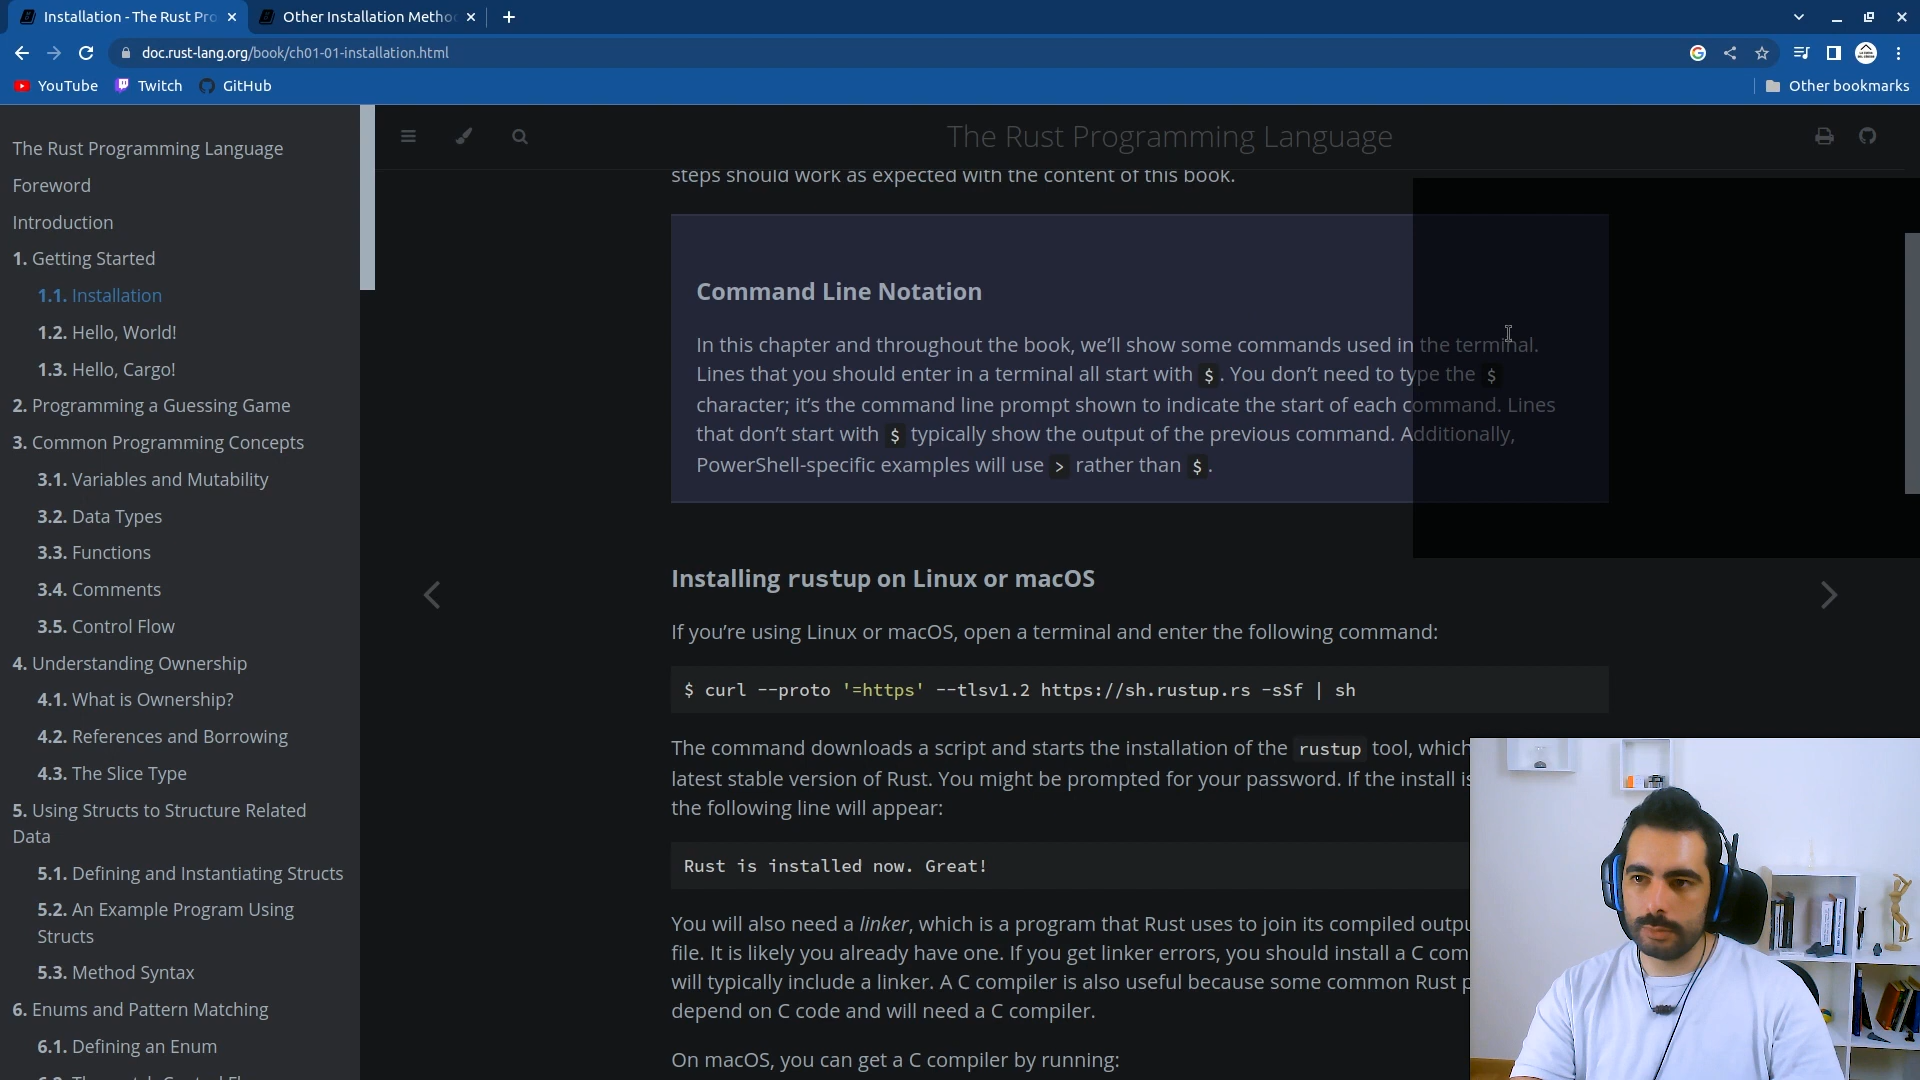 Installation - The Rust Pro
Other Installation Metho
doc.rust-lang.org/book/ch01-01-installation.html
YouTube
Twitch
GitHub
Other bookmarks
The Rust Programming Language
Foreword
Introduction
1. Getting Started
1.1. Installation
1.2. Hello, World!
1.3. Hello, Cargo!
2. Programming a Guessing Game
3. Common Programming Concepts
3.1. Variables and Mutability
3.2. Data Types
3.3. Functions
3.4. Comments
3.5. Control Flow
4. Understanding Ownership
4.1. What is Ownership?
4.2. References and Borrowing
4.3. The Slice Type
5. Using Structs to Structure Related
Data
5.1. Defining and Instantiating Structs
5.2. An Example Program Using
Structs
5.3. Method Syntax
6. Enums and Pattern Matching
6.1. Defining an Enum
The Rust Programming Language
steps should work as expected with the content of this book.
Command Line Notation
In this chapter and throughout the book, we’ll show some commands used in the terminal.
Lines that you should enter in a terminal all start with $. You don’t need to type the $
character; it’s the command line prompt shown to indicate the start of each command. Lines
that don’t start with $ typically show the output of the previous command. Additionally,
PowerShell-specific examples will use > rather than $.
Installing rustup on Linux or macOS
If you’re using Linux or macOS, open a terminal and enter the following command:
$ curl --proto '=https' --tlsv1.2 https://sh.rustup.rs -sSf | sh
The command downloads a script and starts the installation of the rustup tool, which
latest stable version of Rust. You might be prompted for your password. If the install is
the following line will appear:
Rust is installed now. Great!
You will also need a linker, which is a program that Rust uses to join its compiled outpu
file. It is likely you already have one. If you get linker errors, you should install a C com
will typically include a linker. A C compiler is also useful because some common Rust p
depend on C code and will need a C compiler.
On macOS, you can get a C compiler by running: